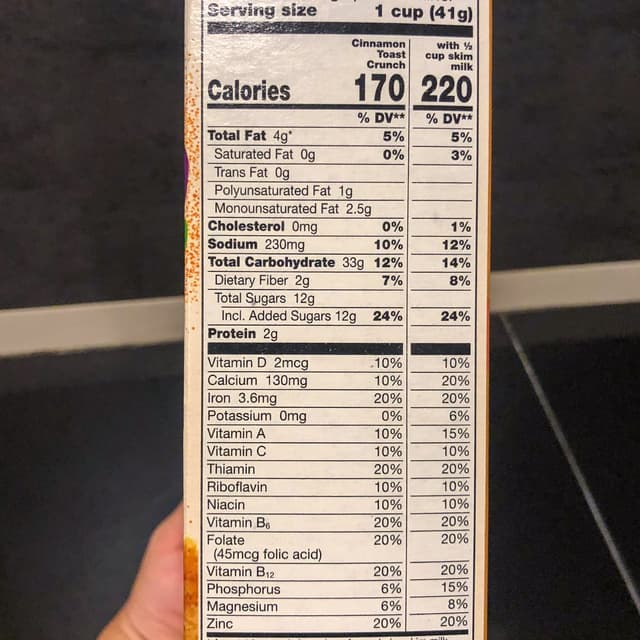 Serving size 1 cup (41g)
Cinnamon Toast Crunch
with ½ cup skim milk
Calories 170 220
% DV** % DV**
Total Fat 4g* 5% 5%
Saturated Fat 0g 0% 3%
Trans Fat 0g
Polyunsaturated Fat 1g
Monounsaturated Fat 2.5g
Cholesterol 0mg 0% 1%
Sodium 230mg 10% 12%
Total Carbohydrate 33g 12% 14%
Dietary Fiber 2g 7% 8%
Total Sugars 12g
Incl. Added Sugars 12g 24% 24%
Protein 2g
Vitamin D 2mcg 10% 10%
Calcium 130mg 10% 20%
Iron 3.6mg 20% 20%
Potassium 0mg 0% 6%
Vitamin A 10% 15%
Vitamin C 10% 10%
Thiamin 20% 20%
Riboflavin 10% 10%
Niacin 10% 10%
Vitamin B₆ 20% 20%
Folate 20% 20%
(45mcg folic acid)
Vitamin B₁₂ 20% 20%
Phosphorus 6% 15%
Magnesium 6% 8%
Zinc 20% 20%